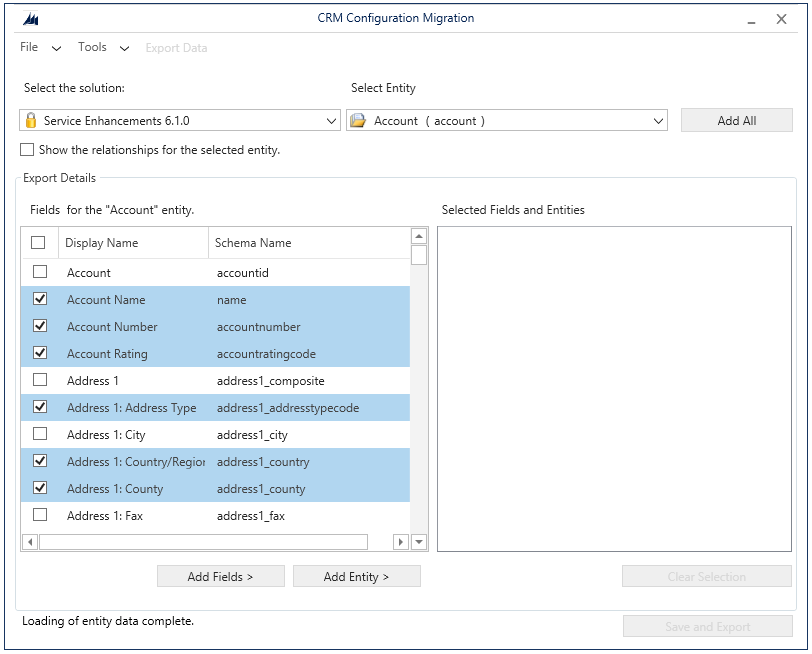 CRM Configuration Migration
File Tools Export Data
Select the solution: Select Entity
Service Enhancements 6.1.0 Account ( account ) Add All
Show the relationships for the selected entity.
Export Details
Fields for the "Account" entity. Selected Fields and Entities
Display Name Schema Name
Account accountid
Account Name name
Account Number accountnumber
Account Rating accountratingcode
Address 1 address1_composite
Address 1: Address Type address1_addresstypecode
Address 1: City address1_city
Address 1: Country/Region address1_country
Address 1: County address1_county
Address 1: Fax address1_fax
Add Fields > Add Entity > Clear Selection
Loading of entity data complete. Save and Export